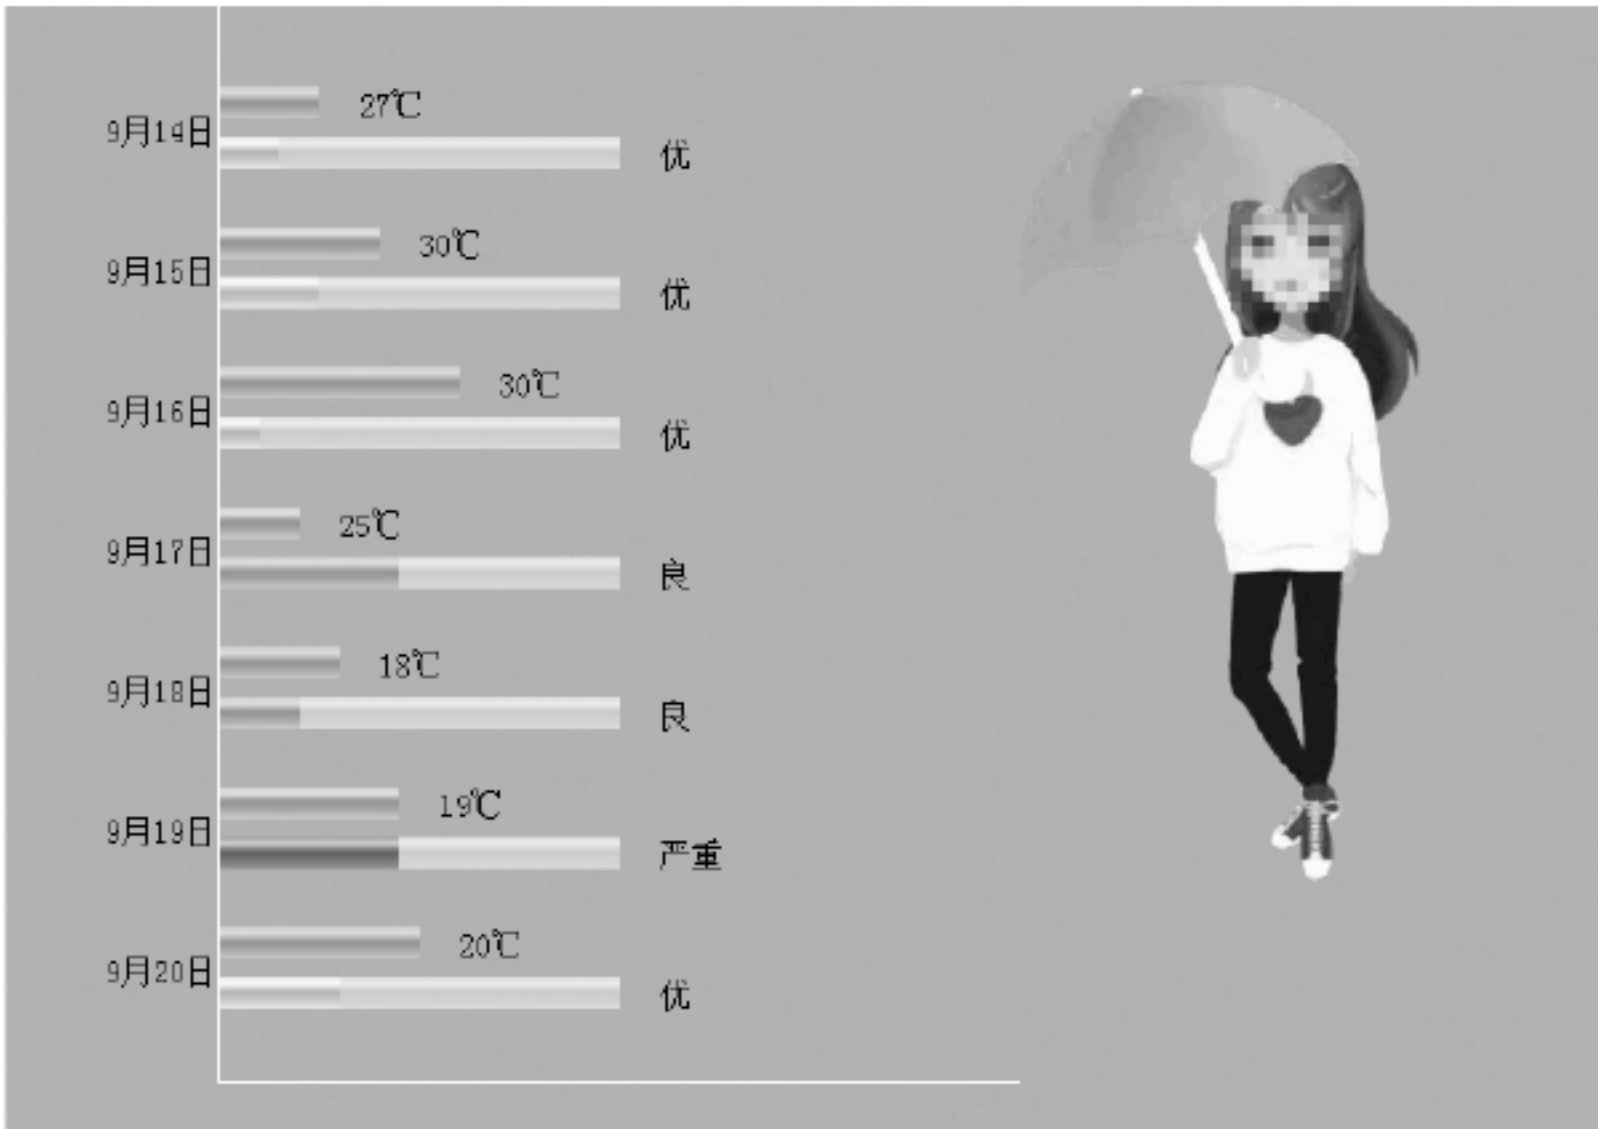 27℃
9月14日
优
30℃
9月15日
优
30℃
9月16日
优
25℃
9月17日
良
18℃
9月18日
良
19℃
9月19日
严重
20℃
9月20日
优